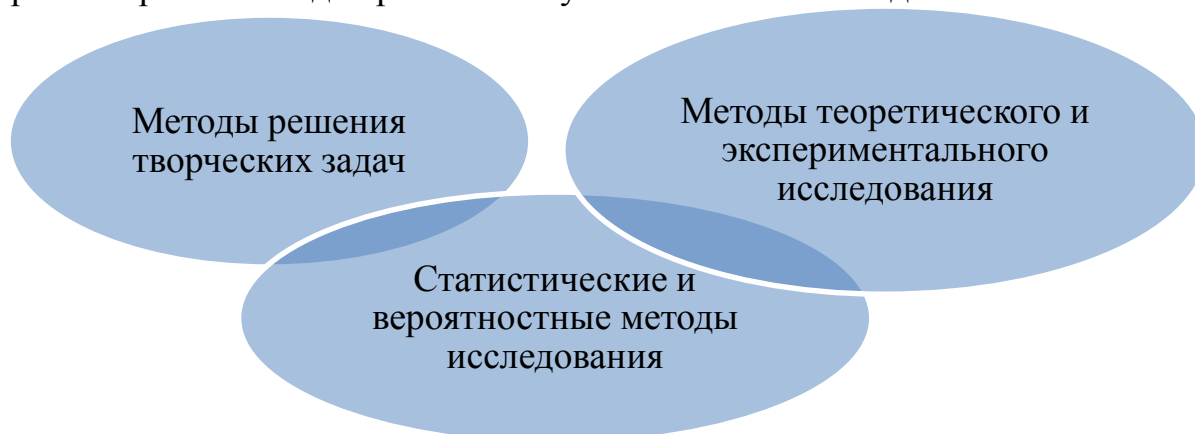 Методы решения
творческих задач
Методы теоретического и
экспериментального
исследования
Статистические и
вероятностные методы
исследования